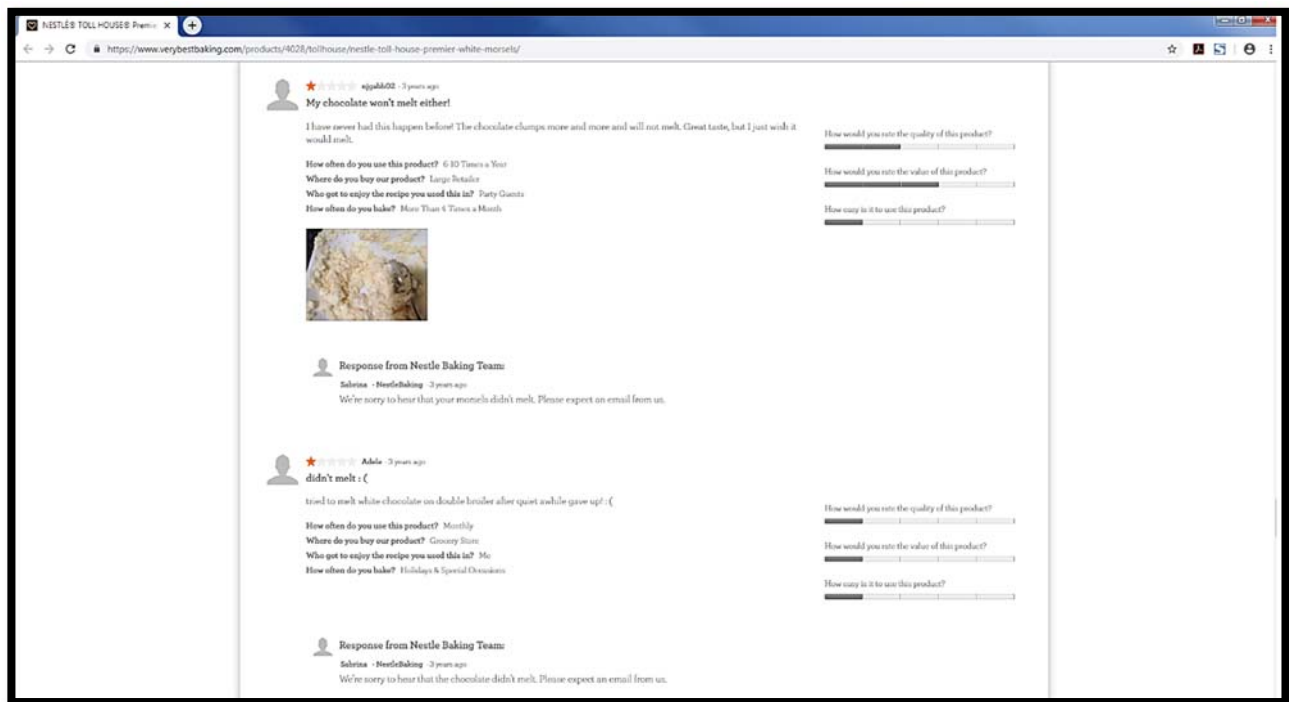 NESTLÉ® TOLL HOUSE® Premi
https://www.verybestbaking.com/products/4028/tollhouse/nestle-toll-house-premier-white-morsels/
3 years ago
My chocolate won't melt either!
I have never had this happen before! The chocolate clumps more and more and will not melt. Great taste, but I just wish it
would melt.
How often do you use this product? 6-10 Times a Year
Where do you buy our product? Large Retailer
Who got to enjoy the recipe you used this in? Party Guests
How often do you bake? More Than 4 Times a Month
How would you rate the quality of this product?
How would you rate the value of this product?
How easy is it to use this product?
Response from Nestle Baking Team:
Sabrina - NestleBaking - 3 years ago
We're sorry to hear that your morsels didn't melt. Please expect an email from us.
Adela - 3 years ago
didn't melt : (
tried to melt white chocolate on double broiler after quiet awhile gave up! : (
How often do you use this product? Monthly
Where do you buy our product? Grocery Store
Who got to enjoy the recipe you used this in? Me
How often do you bake? Holidays & Special Occasions
How would you rate the quality of this product?
How would you rate the value of this product?
How easy is it to use this product?
Response from Nestle Baking Team:
Sabrina - NestleBaking - 3 years ago
We're sorry to hear that the chocolate didn't melt. Please expect an email from us.